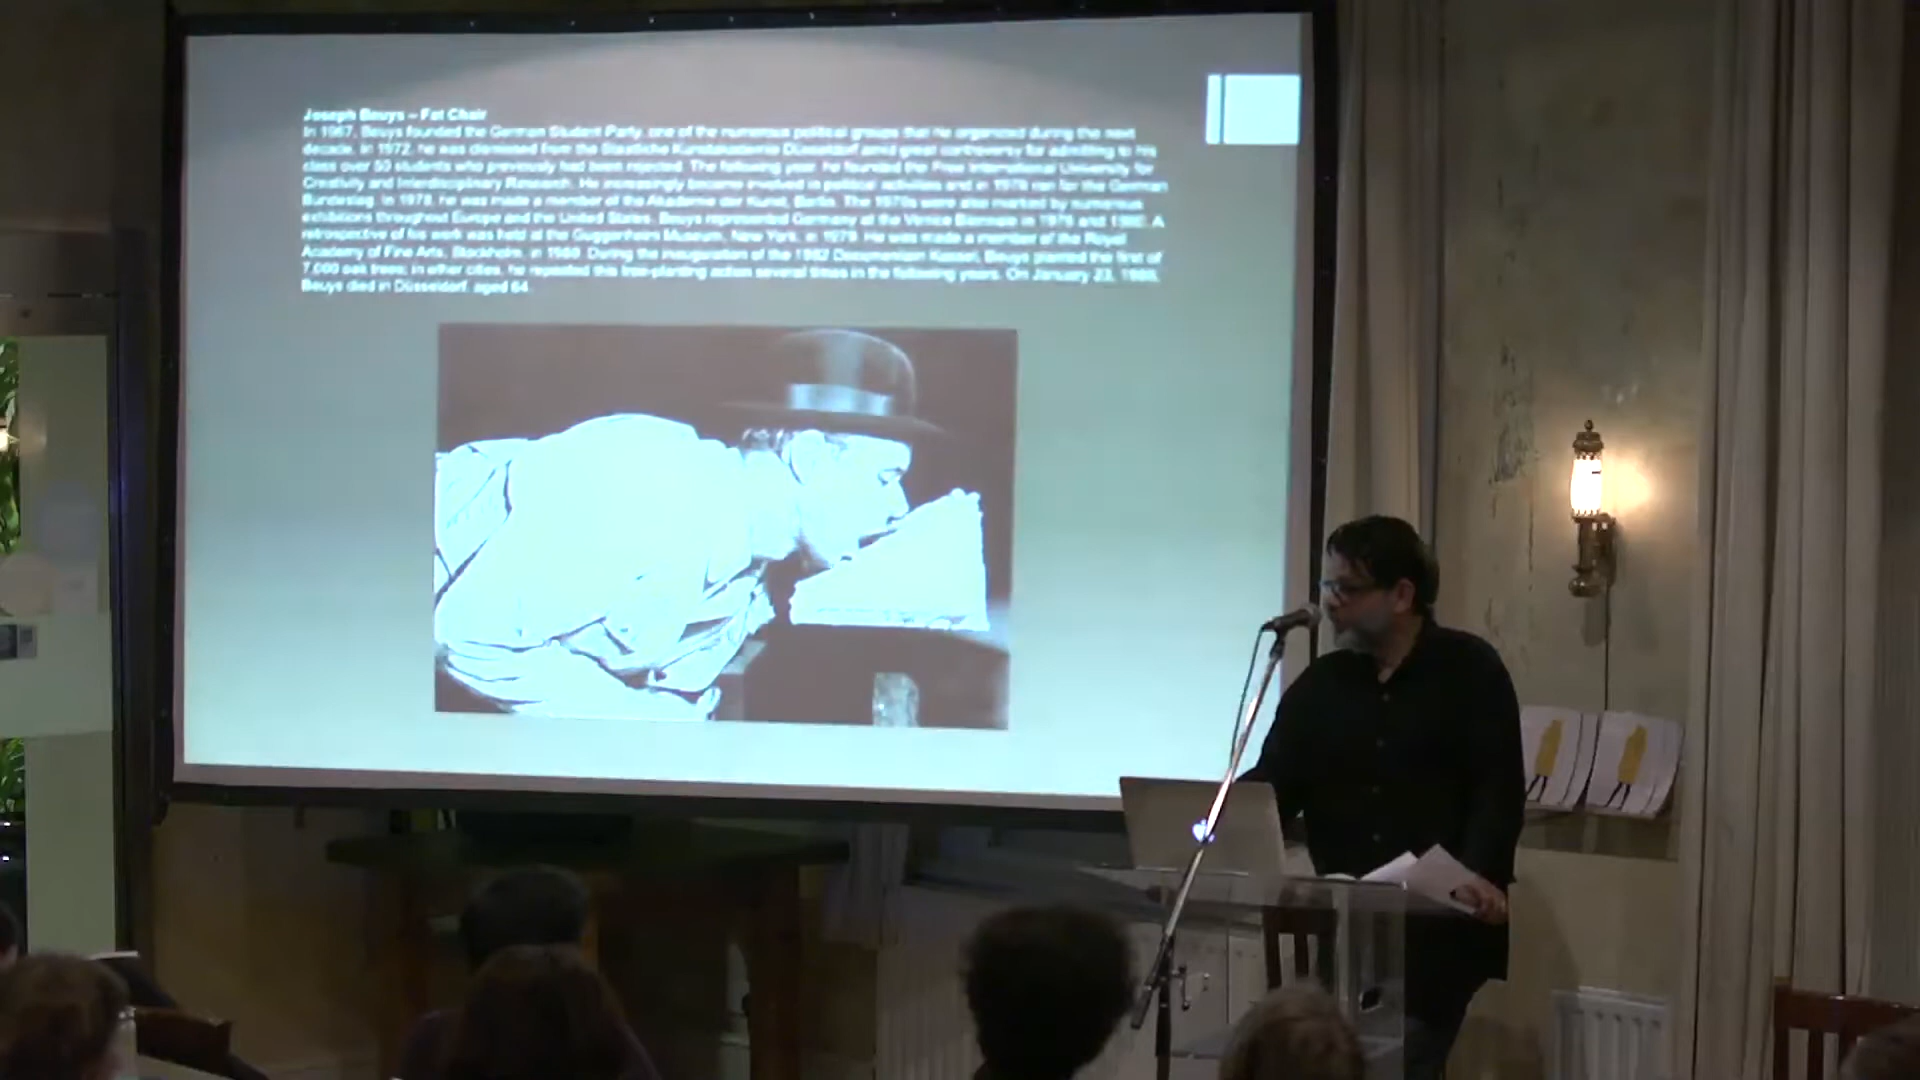 Joseph Beuys – Fat Chair
In 1967, Beuys founded the German Student Party, one of the numerous political groups that he organized during the next
decade. In 1972, he was dismissed from the Staatliche Kunstakademie Düsseldorf amid great controversy for admitting to his
class over 50 students who previously had been rejected. The following year, he founded the Free International University for
Creativity and Interdisciplinary Research. He increasingly became involved in political activities and in 1976 ran for the German
Bundestag. In 1978, he was made a member of the Akademie der Kunst, Berlin. The 1970s were also marked by numerous
exhibitions throughout Europe and the United States. Beuys represented Germany at the Venice Biennale in 1976 and 1980. A
retrospective of his work was held at the Guggenheim Museum, New York, in 1979. He was made a member of the Royal
Academy of Fine Arts, Stockholm, in 1980. During the inauguration of the 1982 Documenta Kassel, Beuys planted the first of
7,000 oak trees; in other cities, he repeated this tree-planting action several times in the following years. On January 23, 1986,
Beuys died in Düsseldorf, aged 64.